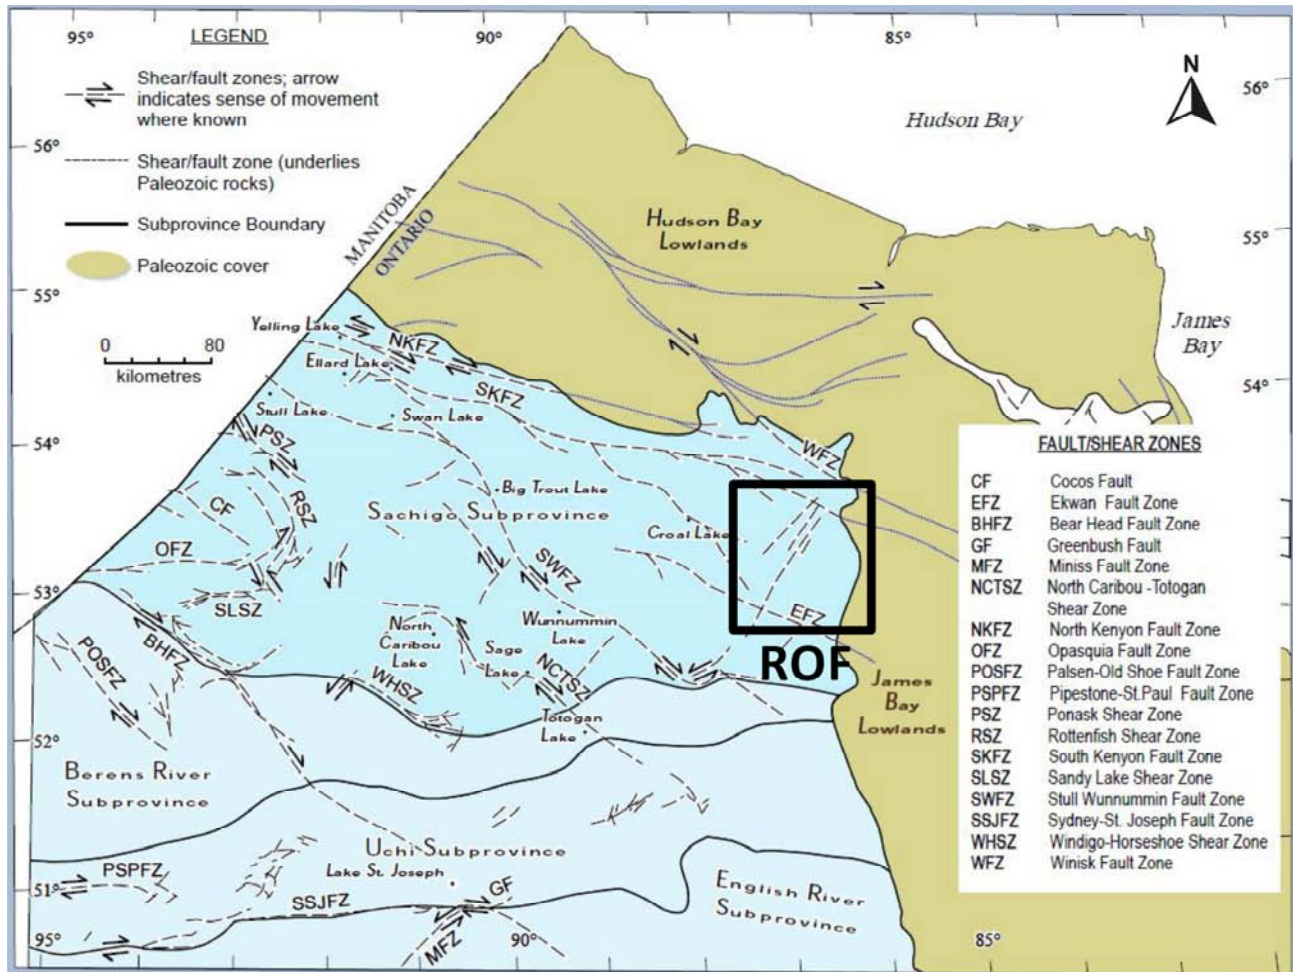 95°
90°
85°
LEGEND
Shear/fault zones; arrow
indicates sense of movement
where known
Shear/fault zone (underlies
Paleozoic rocks)
Subprovince Boundary
Paleozoic cover
0 80
kilometres
N
56°
56°
Hudson Bay
MANITOBA
ONTARIO
Hudson Bay
Lowlands
55°
55°
James
Bay
54°
54°
Yelling Lake
NKFZ
Ellard Lake
SKFZ
Stull Lake
Swan Lake
PSZ
WFZ
CF
RSZ
Big Trout Lake
Sachigo Subprovince
Croal Lake
OFZ
SWFZ
53°
SLSZ
EFZ
Wunnummin
Lake
North
Caribou
Lake
Sage
Lake
POSFZ
BHFZ
WHSZ
NCTSZ
ROF
Totogan
Lake
James
Bay
Lowlands
52°
Berens River
Subprovince
Uchi Subprovince
Lake St. Joseph
PSPFZ
51°
SSJFZ
GF
MFZ
English River
Subprovince
95°
90°
85°
FAULT/SHEAR ZONES
CF Cocos Fault
EFZ Ekwan Fault Zone
BHFZ Bear Head Fault Zone
GF Greenbush Fault
MFZ Miniss Fault Zone
NCTSZ North Caribou -Totogan
Shear Zone
NKFZ North Kenyon Fault Zone
OFZ Opasquia Fault Zone
POSFZ Palsen-Old Shoe Fault Zone
PSPFZ Pipestone-St.Paul Fault Zone
PSZ Ponask Shear Zone
RSZ Rottenfish Shear Zone
SKFZ South Kenyon Fault Zone
SLSZ Sandy Lake Shear Zone
SWFZ Stull Wunnummin Fault Zone
SSJFZ Sydney-St. Joseph Fault Zone
WHSZ Windigo-Horseshoe Shear Zone
WFZ Winisk Fault Zone